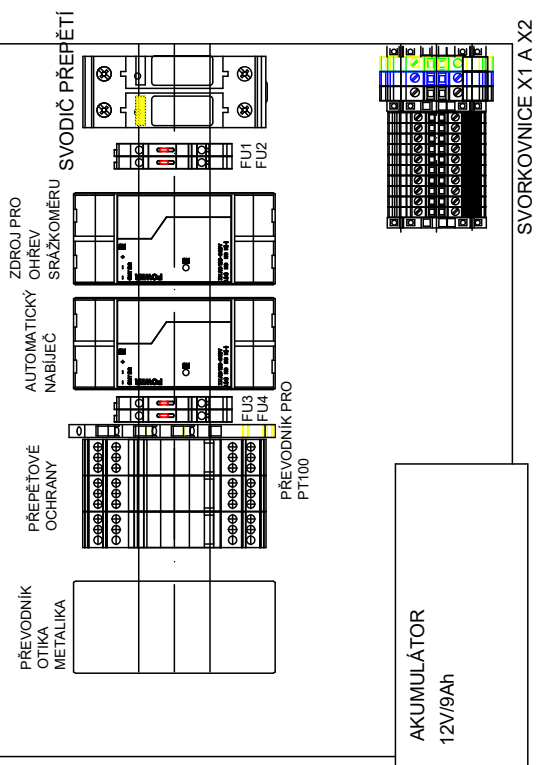 SVODIČ PŘEPĚTÍ
FU1
FU2
ZDROJ PRO
OHŘEV
SRÁŽKOMĚRU
AUTOMATICKÝ
NABÍJEČ
FU3
FU4
PŘEVODNÍK PRO
PT100
PŘEPĚŤOVÉ
OCHRANY
PŘEVODNÍK
OTIKA
METALIKA
SVORKOVNICE X1 A X2
AKUMULÁTOR
12V/9Ah